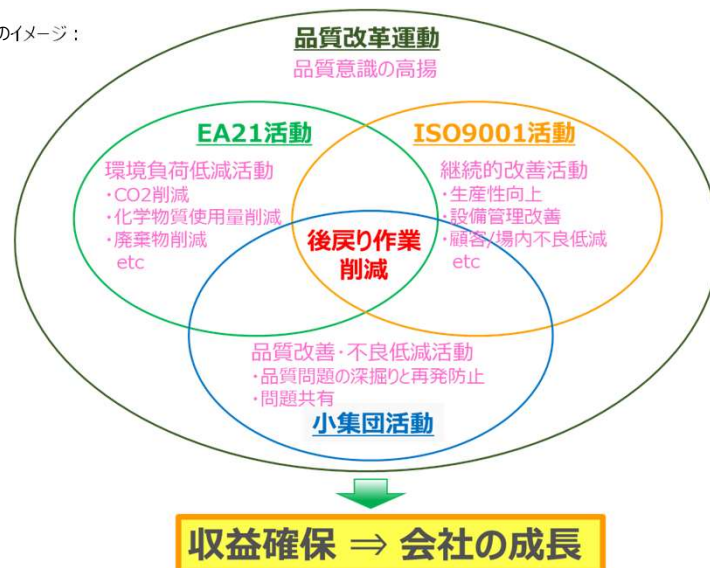 のイメージ：
品質改革運動
品質意識の高揚
EA21活動
環境負荷低減活動
・CO2削減
・化学物質使用量削減
・廃棄物削減
etc
ISO9001活動
継続的改善活動
・生産性向上
・設備管理改善
・顧客/場内不良低減
etc
後戻り作業
削減
品質改善・不良低減活動
・品質問題の深掘りと再発防止
・問題共有
小集団活動
収益確保 ⇒ 会社の成長